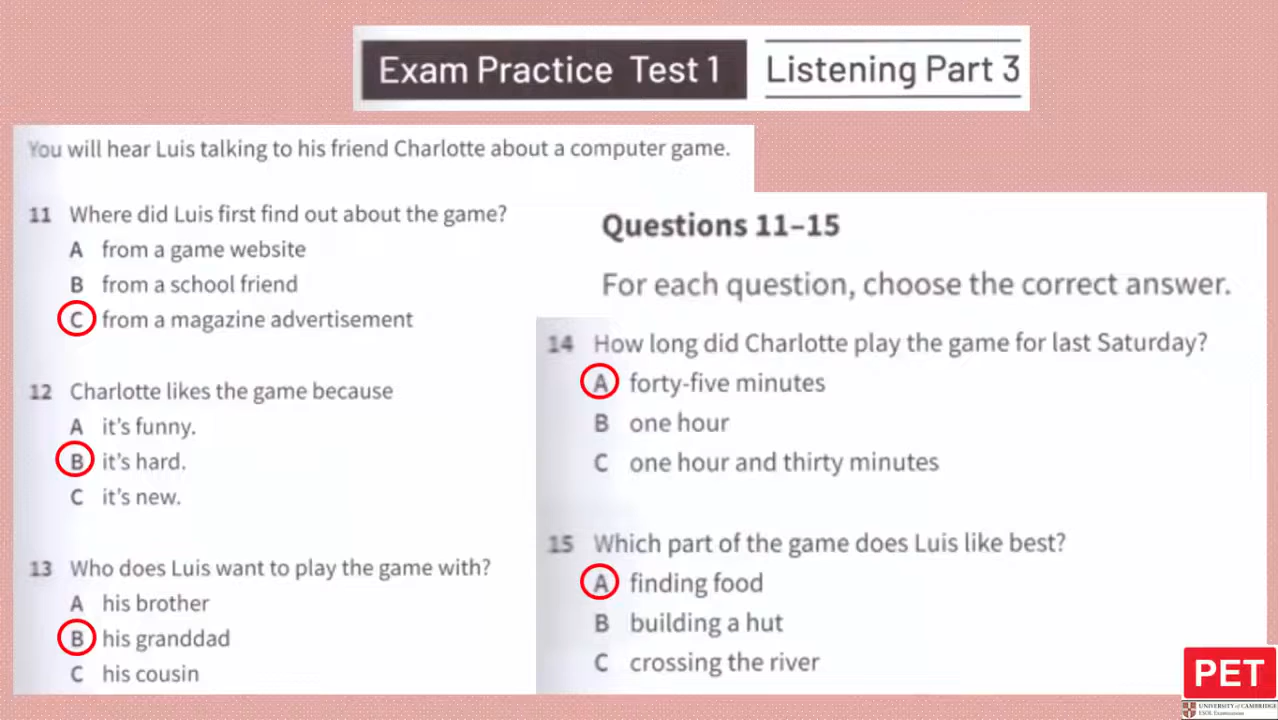 Exam Practice Test 1 Listening Part 3
You will hear Luis talking to his friend Charlotte about a computer game.
11 Where did Luis first find out about the game?
A from a game website
B from a school friend
C from a magazine advertisement
12 Charlotte likes the game because
A it's funny.
B it's hard.
C it's new.
13 Who does Luis want to play the game with?
A his brother
B his granddad
C his cousin
Questions 11–15
For each question, choose the correct answer.
14 How long did Charlotte play the game for last Saturday?
A forty-five minutes
B one hour
C one hour and thirty minutes
15 Which part of the game does Luis like best?
A finding food
B building a hut
C crossing the river
PET
UNIVERSITY of CAMBRIDGE
ESOL Examinations